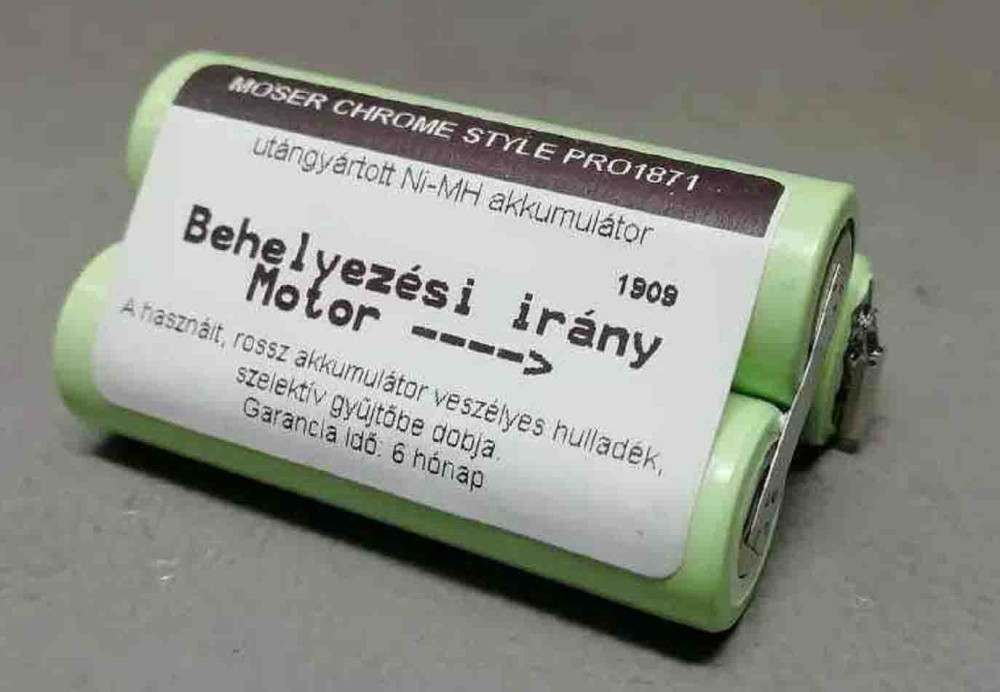 MOSER CHROME STYLE PRO1871
utángyártott Ni-MH akkumulátor
1909
Behelyezési irány
Motor ---->
A használt, rossz akkumulátor veszélyes hulladék,
szelektív gyűjtőbe dobja.
Garancia idő: 6 hónap